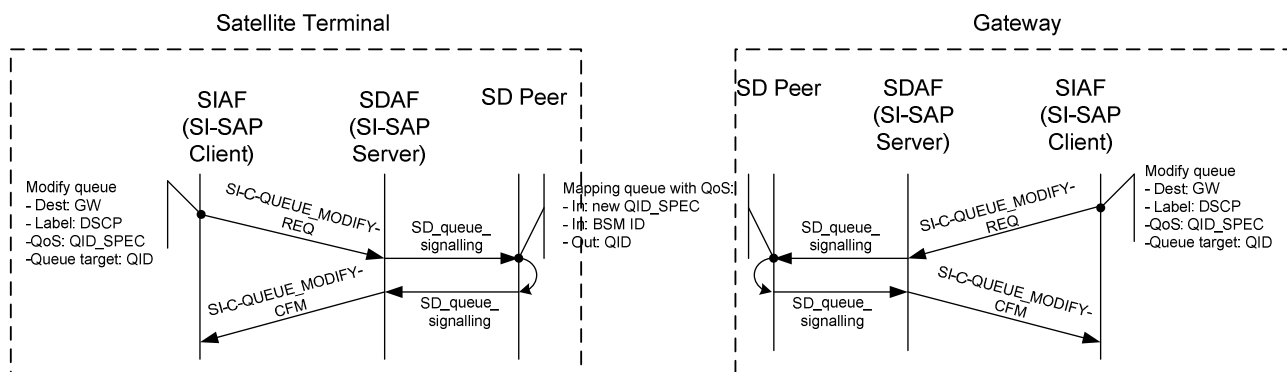 Satellite Terminal
Gateway
SIAF
(SI-SAP
Client)
SDAF
(SI-SAP
Server)
SD Peer
SD Peer
SDAF
(SI-SAP
Server)
SIAF
(SI-SAP
Client)
Modify queue
- Dest: GW
- Label: DSCP
-QoS: QID_SPEC
-Queue target: QID
SI-C-QUEUE_MODIFY-
REQ
SD_queue_
signalling
SI-C-QUEUE_MODIFY-
CFM
SD_queue_
signalling
Mapping queue with QoS:
- In: new QID_SPEC
- In: BSM ID
- Out: QID
SD_queue_
signalling
SI-C-QUEUE_MODIFY-
REQ
SD_queue_
signalling
SI-C-QUEUE_MODIFY-
CFM
Modify queue
- Dest: GW
- Label: DSCP
-QoS: QID_SPEC
-Queue target: QID